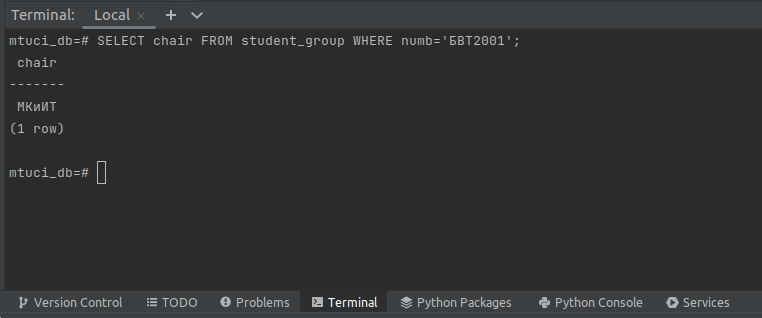 Terminal: Local × + 
mtuci_db=# SELECT chair FROM student_group WHERE numb='БВТ2001';
chair
-------
МКиИТ
(1 row)
mtuci_db=#
Version Control TODO Problems Terminal Python Packages Python Console Services